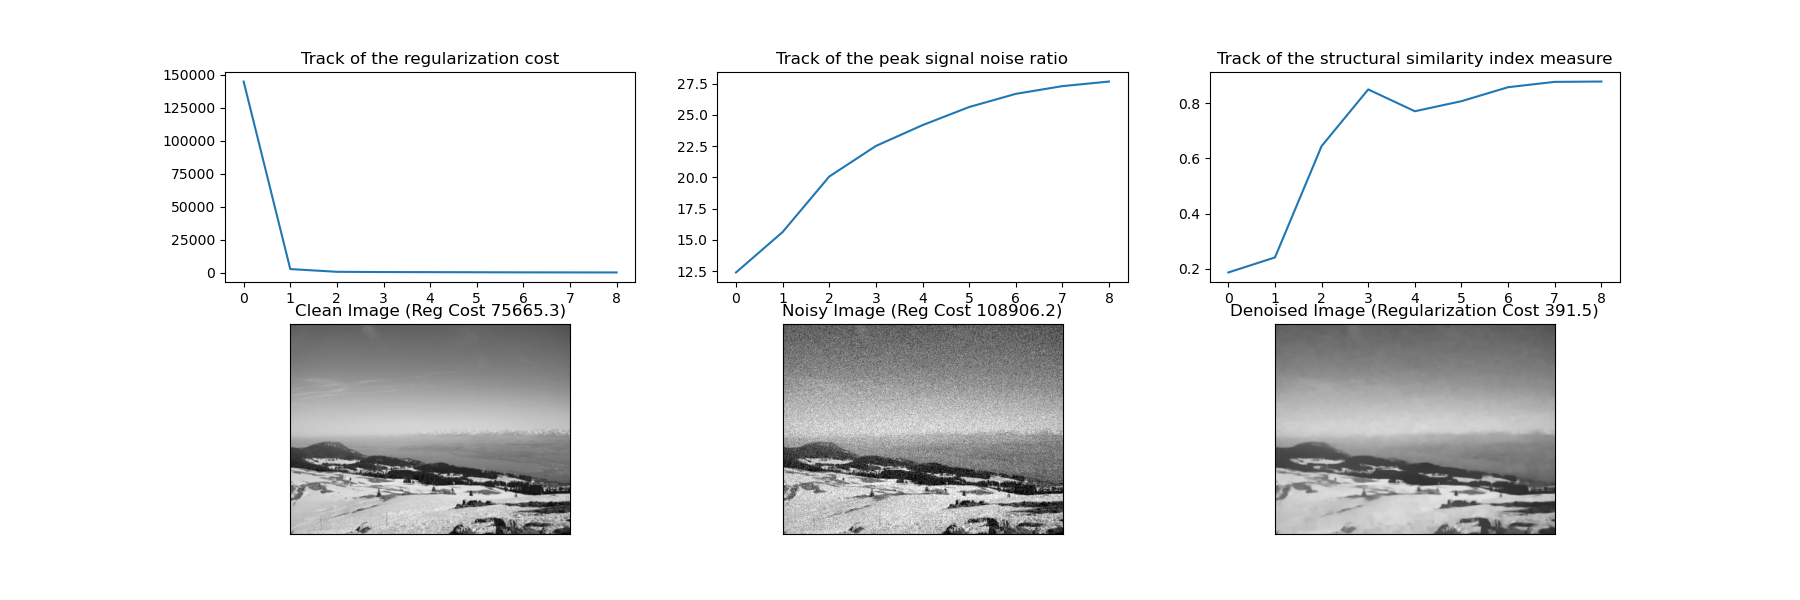 Track of the regularization cost
150000
125000
100000
75000
50000
25000
0
0 1 2 3 4 5 6 7 8
Track of the peak signal noise ratio
27.5
25.0
22.5
20.0
17.5
15.0
12.5
0 1 2 3 4 5 6 7 8
Track of the structural similarity index measure
0.8
0.6
0.4
0.2
0 1 2 3 4 5 6 7 8
Clean Image (Reg Cost 75665.3)
Noisy Image (Reg Cost 108906.2)
Denoised Image (Regularization Cost 391.5)